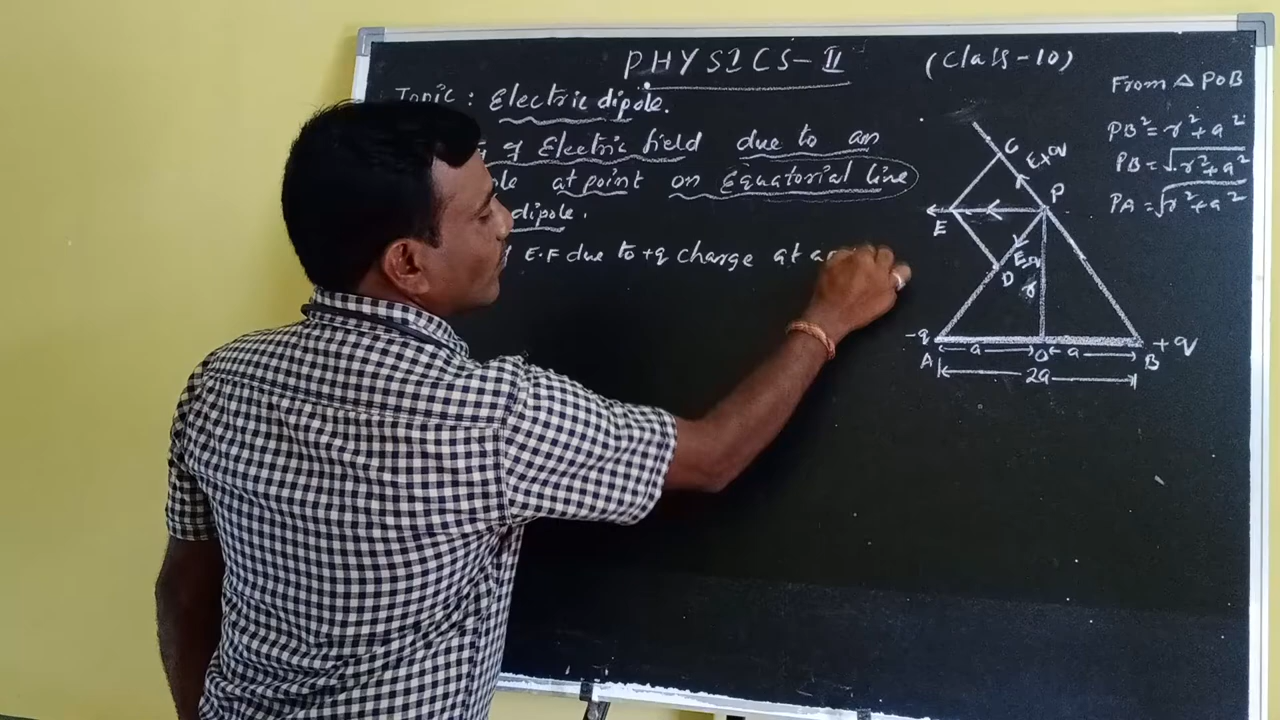 PHYSICS-II (Class-10)
Topic : Electric dipole.
of Electric field due to an
at point on Equatorial line
dipole.
E.F due to +q charge at a
From △ POB
PB² = r² + a²
PB = √r² + a²
PA = √r² + a²
C
E+q
P
E
E-q
D
r
-q a O a +q
A B
2a